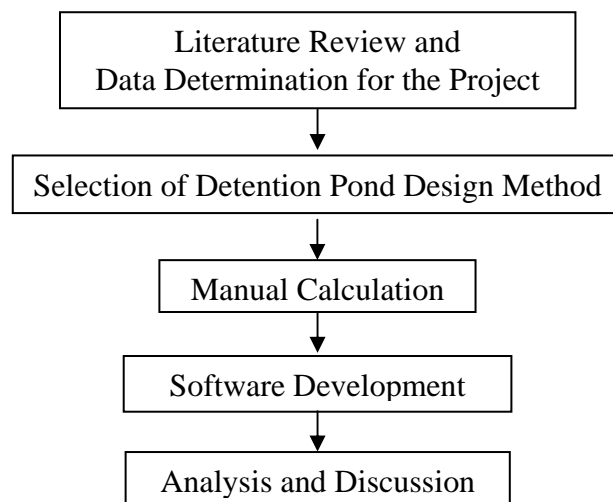 Literature Review and
Data Determination for the Project
Selection of Detention Pond Design Method
Manual Calculation
Software Development
Analysis and Discussion